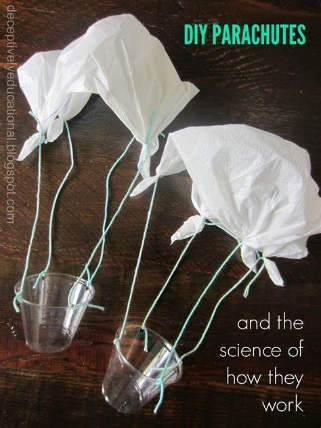 deceptivelyeducational.blogspot.com
DIY PARACHUTES
and the
science of
how they
work